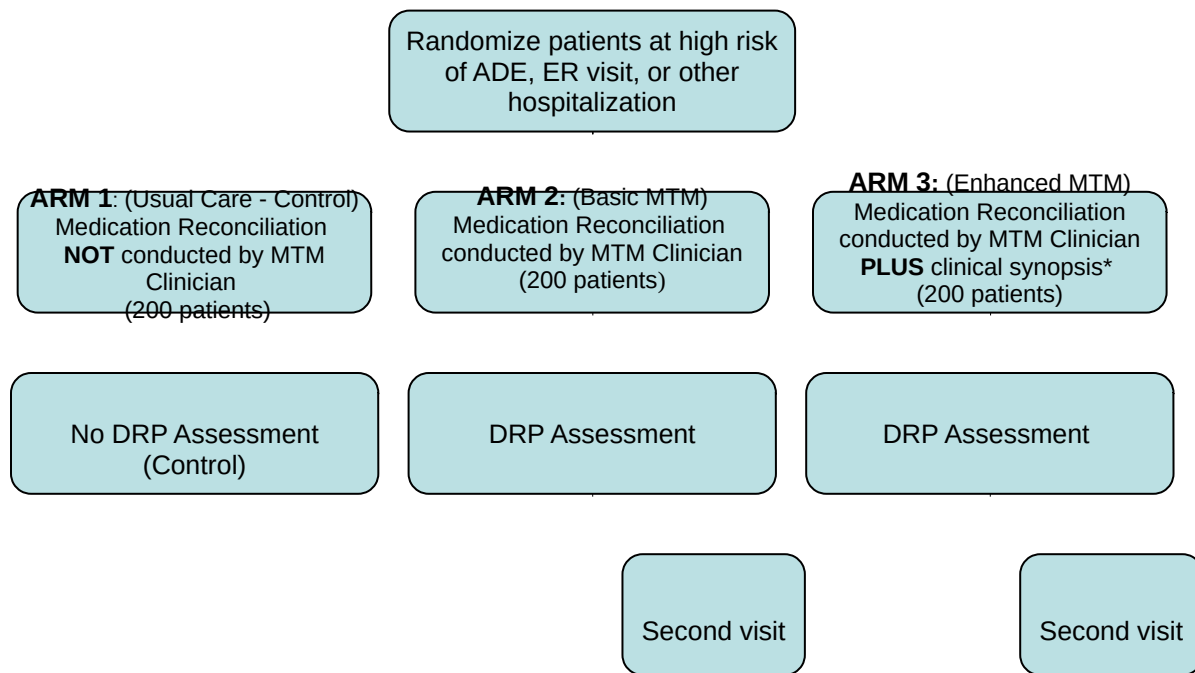 Randomize patients at high risk
of ADE, ER visit, or other
hospitalization
ARM 1: (Usual Care - Control)
Medication Reconciliation
NOT conducted by MTM
Clinician
(200 patients)
ARM 2: (Basic MTM)
Medication Reconciliation
conducted by MTM Clinician
(200 patients)
ARM 3: (Enhanced MTM)
Medication Reconciliation
conducted by MTM Clinician
PLUS clinical synopsis*
(200 patients)
No DRP Assessment
(Control)
DRP Assessment
DRP Assessment
Second visit
Second visit